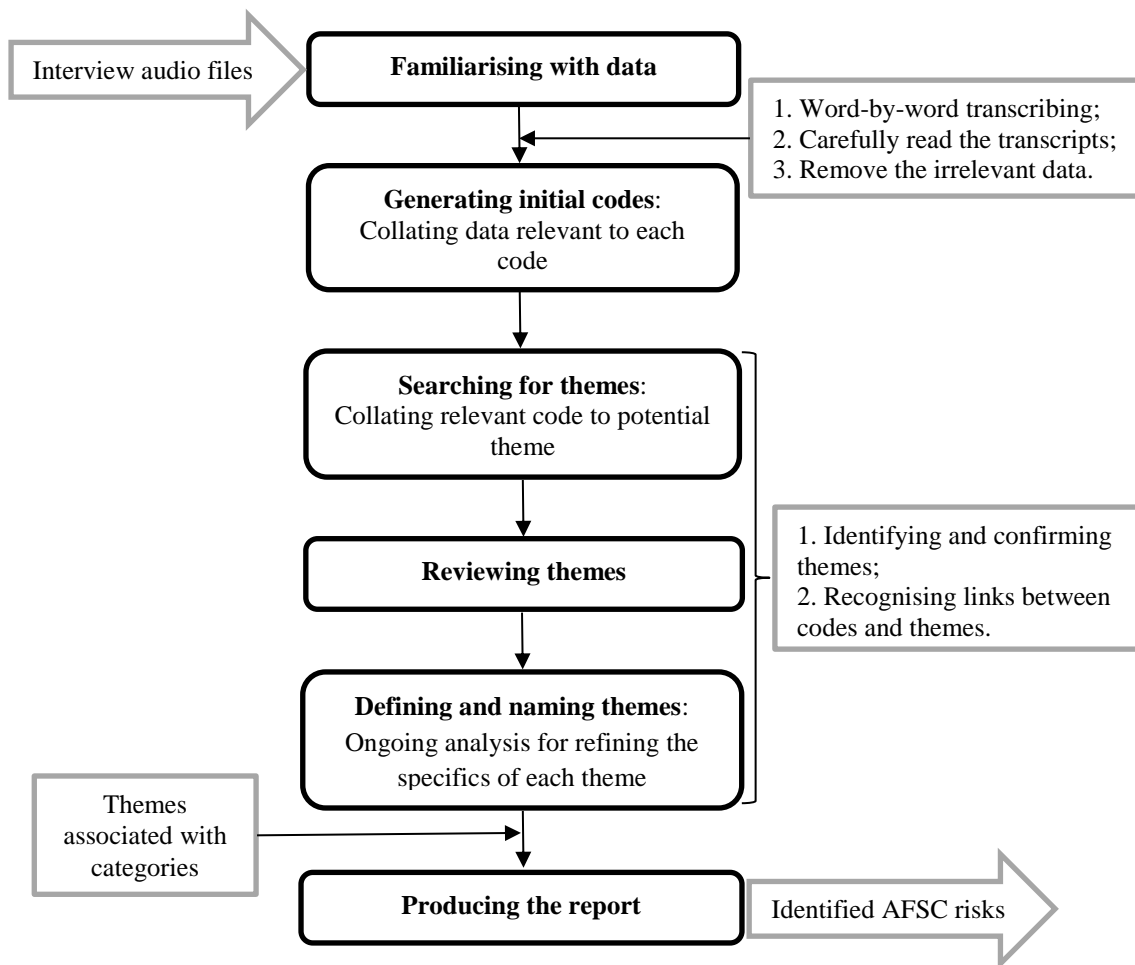 Interview audio files
Familiarising with data
1. Word-by-word transcribing;
2. Carefully read the transcripts;
3. Remove the irrelevant data.
Generating initial codes:
Collating data relevant to each
code
Searching for themes:
Collating relevant code to potential
theme
Reviewing themes
1. Identifying and confirming
themes;
2. Recognising links between
codes and themes.
Defining and naming themes:
Ongoing analysis for refining the
specifics of each theme
Themes
associated with
categories
Producing the report
Identified AFSC risks